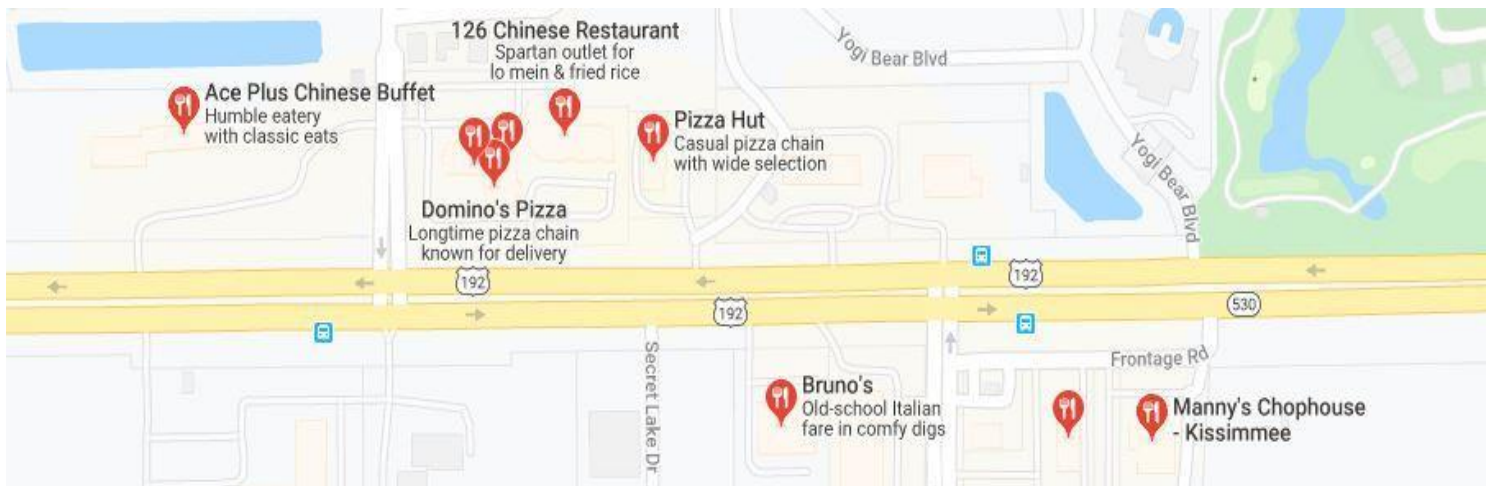 126 Chinese Restaurant
Spartan outlet for
lo mein & fried rice
Yogi Bear Blvd
Ace Plus Chinese Buffet
Humble eatery
with classic eats
Pizza Hut
Casual pizza chain
with wide selection
Yogi Bear Blvd
Domino's Pizza
Longtime pizza chain
known for delivery
192
192
192
530
Secret Lake Dr
Frontage Rd
Bruno's
Old-school Italian
fare in comfy digs
Manny's Chophouse
- Kissimmee